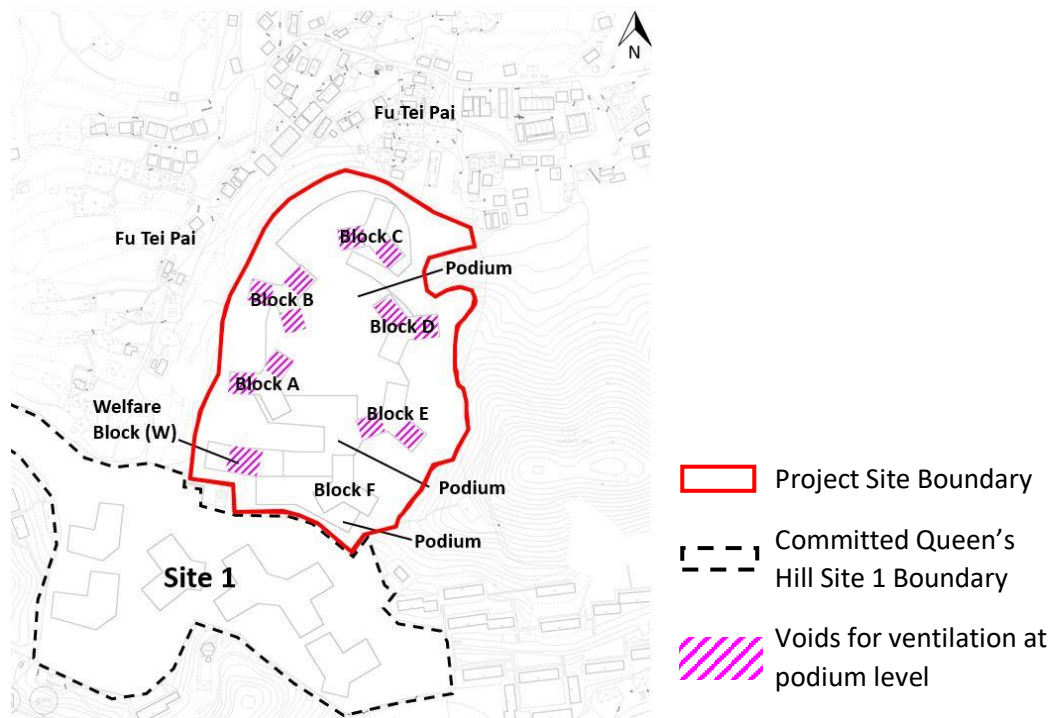 N
Fu Tei Pai
Fu Tei Pai
Block C
Podium
Block B
Block D
Block A
Welfare
Block (W)
Block E
Block F
Podium
Podium
Site 1
Project Site Boundary
Committed Queen's
Hill Site 1 Boundary
Voids for ventilation at
podium level